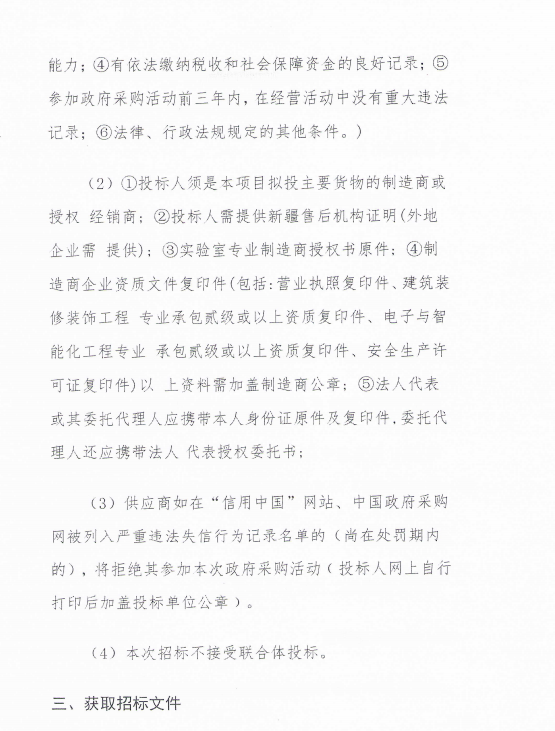 能力；④有依法缴纳税收和社会保障资金的良好记录；⑤
参加政府采购活动前三年内，在经营活动中没有重大违法
记录；⑥法律、行政法规规定的其他条件。)
（2）①投标人须是本项目拟投主要货物的制造商或
授权 经销商；②投标人需提供新疆售后机构证明(外地
企业需 提供)；③实验室专业制造商授权书原件；④制
造商企业资质文件复印件(包括:营业执照复印件、建筑装
修装饰工程 专业承包贰级或以上资质复印件、电子与智
能化工程专业 承包贰级或以上资质复印件、安全生产许
可证复印件)以 上资料需加盖制造商公章；⑤法人代表
或其委托代理人应携带本人身份证原件及复印件,委托代
理人还应携带法人 代表授权委托书;
（3）供应商如在“信用中国”网站、中国政府采购
网被列入严重违法失信行为记录名单的（尚在处罚期内
的），将拒绝其参加本次政府采购活动（投标人网上自行
打印后加盖投标单位公章）。
（4）本次招标不接受联合体投标。
三、获取招标文件